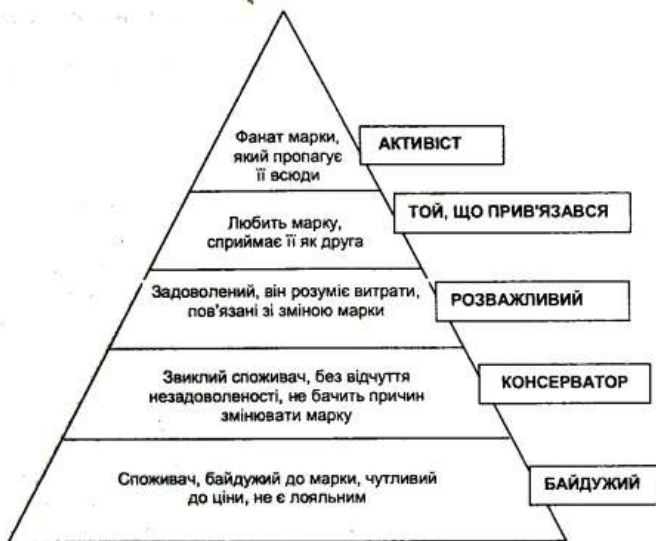 Фанат марки,
який пропагує
її всюди
АКТИВІСТ
Любить марку,
сприймає її як друга
ТОЙ, ЩО ПРИВ'ЯЗАВСЯ
Задоволений, він розуміє витрати,
пов'язані зі зміною марки
РОЗВАЖЛИВИЙ
Звиклий споживач, без відчуття
незадоволеності, не бачить причин
змінювати марку
КОНСЕРВАТОР
Споживач, байдужий до марки, чутливий
до ціни, не є лояльним
БАЙДУЖИЙ